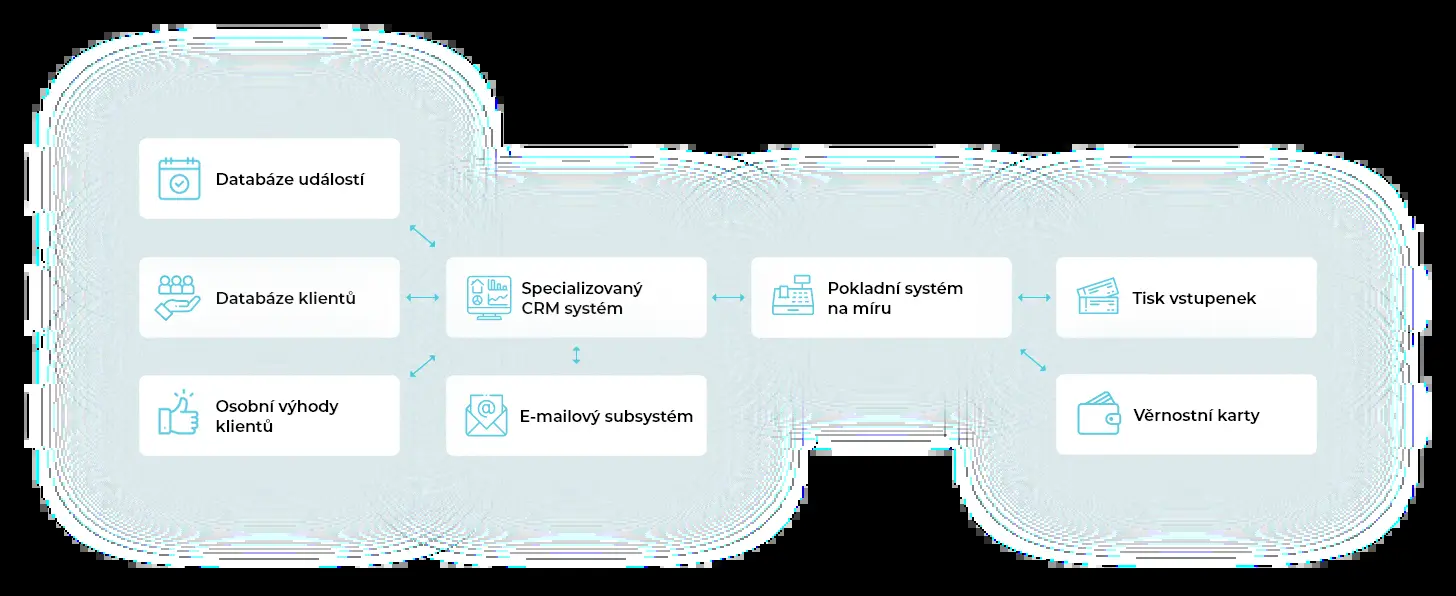 Databáze událostí
Databáze klientů
Osobní výhody
klientů
Specializovaný
CRM systém
E-mailový subsystém
Pokladní systém
na míru
Tisk vstupenek
Věrnostní karty